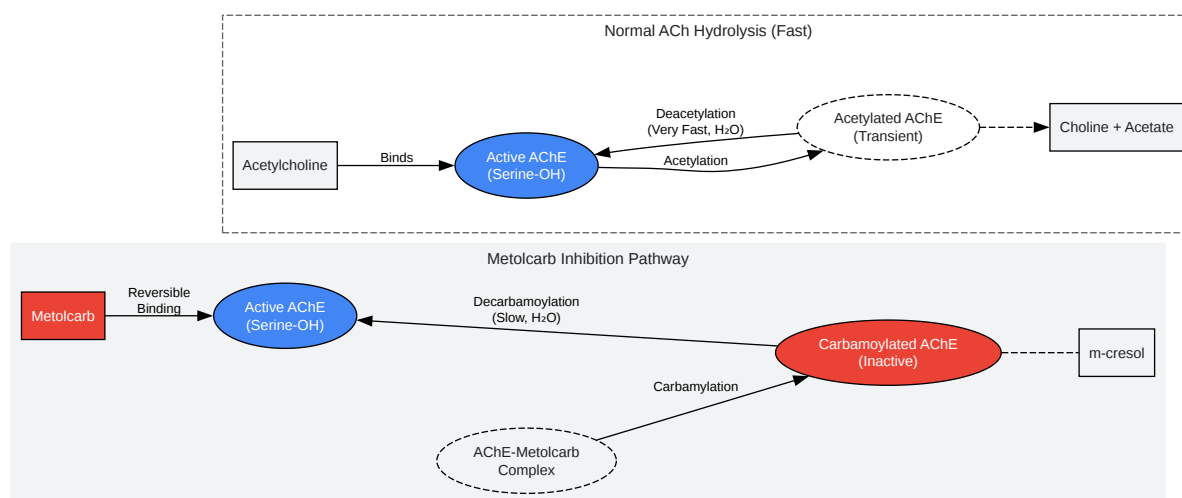 Normal ACh Hydrolysis (Fast)
Acetylcholine
Binds
Active AChE
(Serine-OH)
Deacetylation
(Very Fast, H₂O)
Acetylation
Acetylated AChE
(Transient)
Choline + Acetate
Metolcarb Inhibition Pathway
Metolcarb
Reversible
Binding
Active AChE
(Serine-OH)
Decarbamoylation
(Slow, H₂O)
Carbamoylated AChE
(Inactive)
m-cresol
Carbamylation
AChE-Metolcarb
Complex